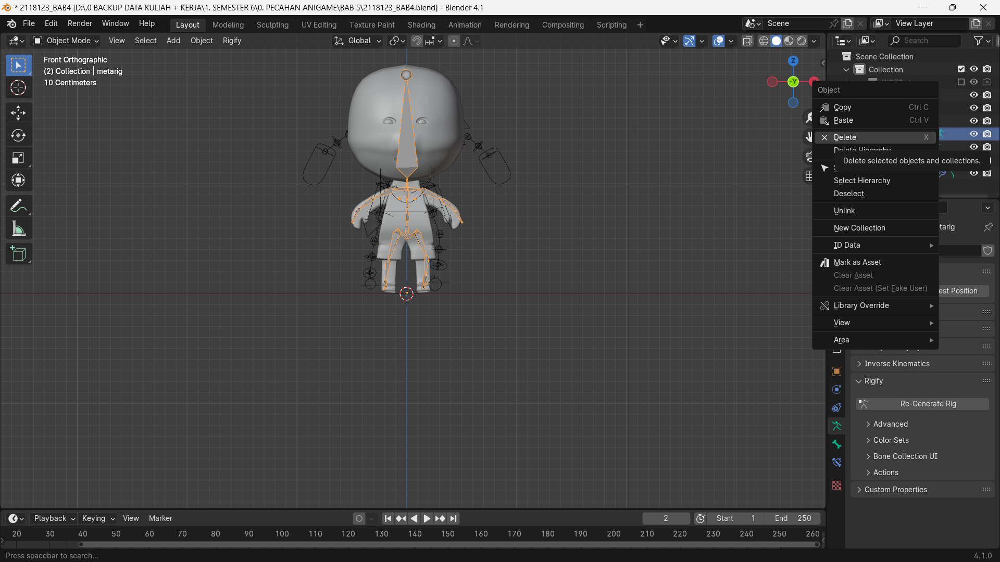 * 2118123_BAB4 [D:\.0 BACKUP DATA KULIAH + KERJA\1. SEMESTER 6\0. PECAHAN ANIGAME\BAB 5\2118123_BAB4.blend] - Blender 4.1
File Edit Render Window Help Layout Modeling Sculpting UV Editing Texture Paint Shading Animation Rendering Compositing Scripting + Scene View Layer
Object Mode View Select Add Object Rigify Global Search
Front Orthographic
(2) Collection | metarig
10 Centimeters
Z
-Y
Scene Collection
Collection
Object
Copy Ctrl C
Paste Ctrl V
Delete X
Delete Hierarchy
Delete selected objects and collections.
Select Hierarchy
Deselect
Unlink
New Collection
tarig
ID Data
Mark as Asset
Clear Asset
Clear Asset (Set Fake User)
est Position
Library Override
View
Area
Inverse Kinematics
Rigify
Re-Generate Rig
Advanced
Color Sets
Bone Collection UI
Actions
Custom Properties
Playback Keying View Marker 2 Start 1 End 250
20 30 40 50 60 70 80 90 100 110 120 130 140 150 160 170 180 190 200 210 220 230 240 250 260
Press spacebar to search... 4.1.0